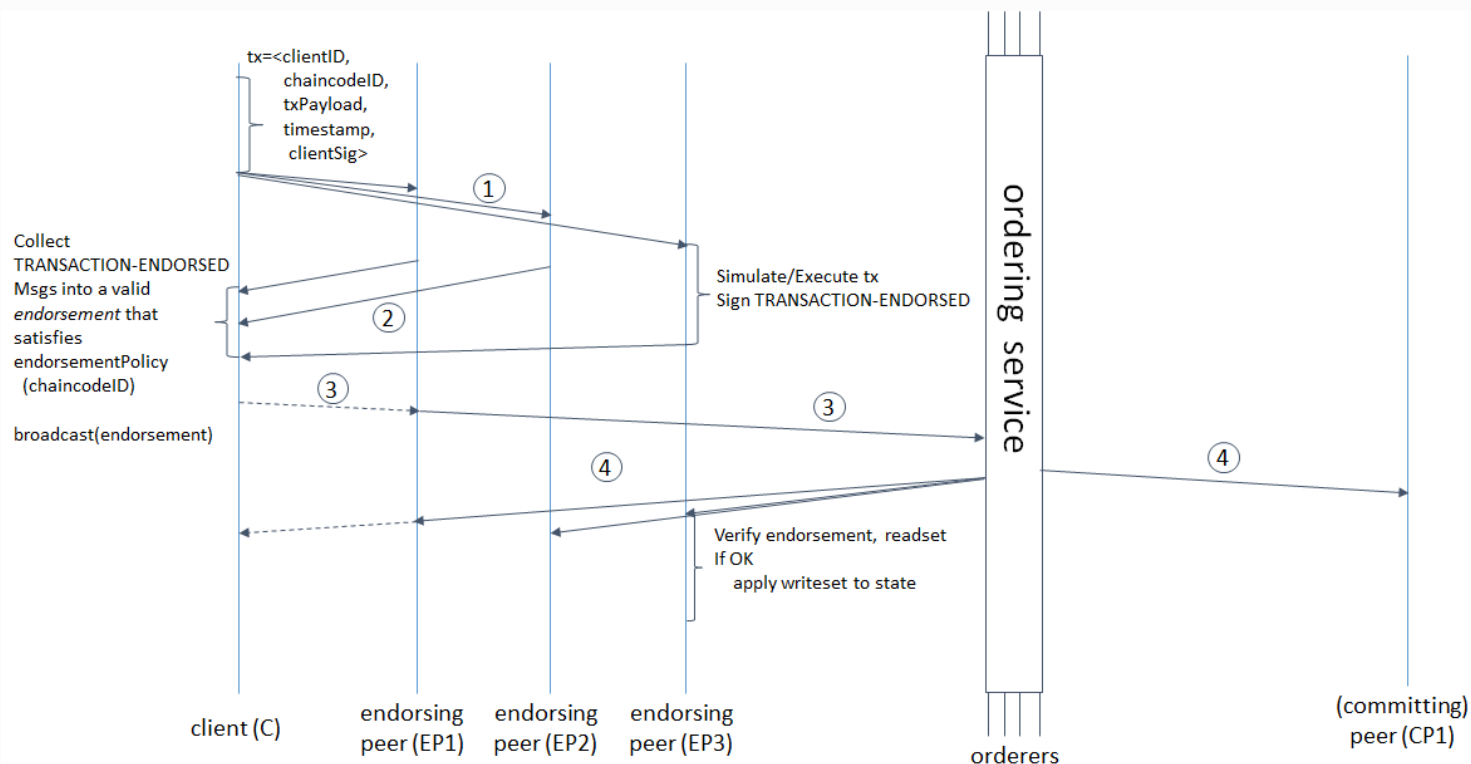 tx=<clientID,
chaincodeID,
txPayload,
timestamp,
clientSig>
1
Collect
TRANSACTION-ENDORSED
Msgs into a valid
endorsement that
satisfies
endorsementPolicy
(chaincodeID)
2
Simulate/Execute tx
Sign TRANSACTION-ENDORSED
ordering service
3
3
broadcast(endorsement)
4
4
Verify endorsement, readset
If OK
apply writeset to state
client (C)
endorsing
peer (EP1)
endorsing
peer (EP2)
endorsing
peer (EP3)
orderers
(committing)
peer (CP1)